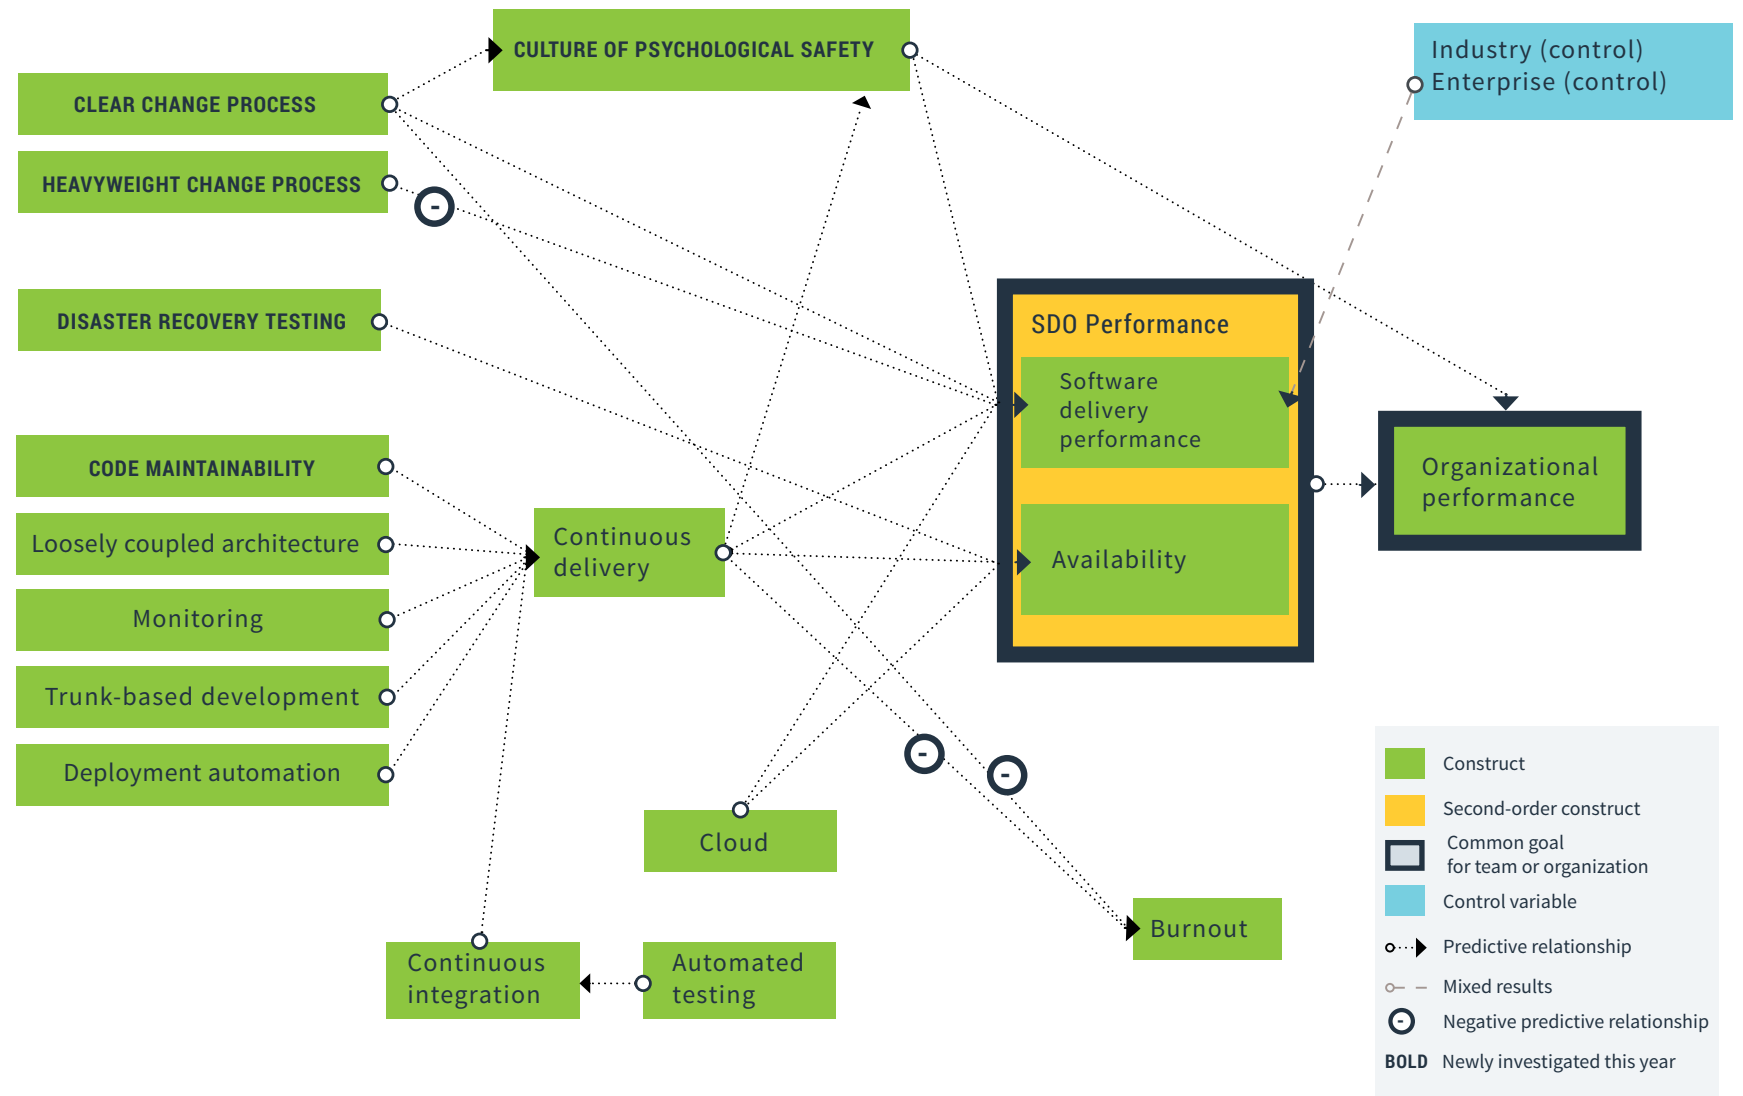 CULTURE OF PSYCHOLOGICAL SAFETY
Industry (control)
Enterprise (control)
CLEAR CHANGE PROCESS
HEAVYWEIGHT CHANGE PROCESS
-
DISASTER RECOVERY TESTING
SDO Performance
Software
delivery
performance
CODE MAINTAINABILITY
Organizational
performance
Loosely coupled architecture
Continuous
delivery
Availability
Monitoring
Trunk-based development
Deployment automation
-
-
Cloud
Burnout
Continuous
integration
Automated
testing
Construct
Second-order construct
Common goal
for team or organization
Control variable
Predictive relationship
Mixed results
- Negative predictive relationship
BOLD Newly investigated this year